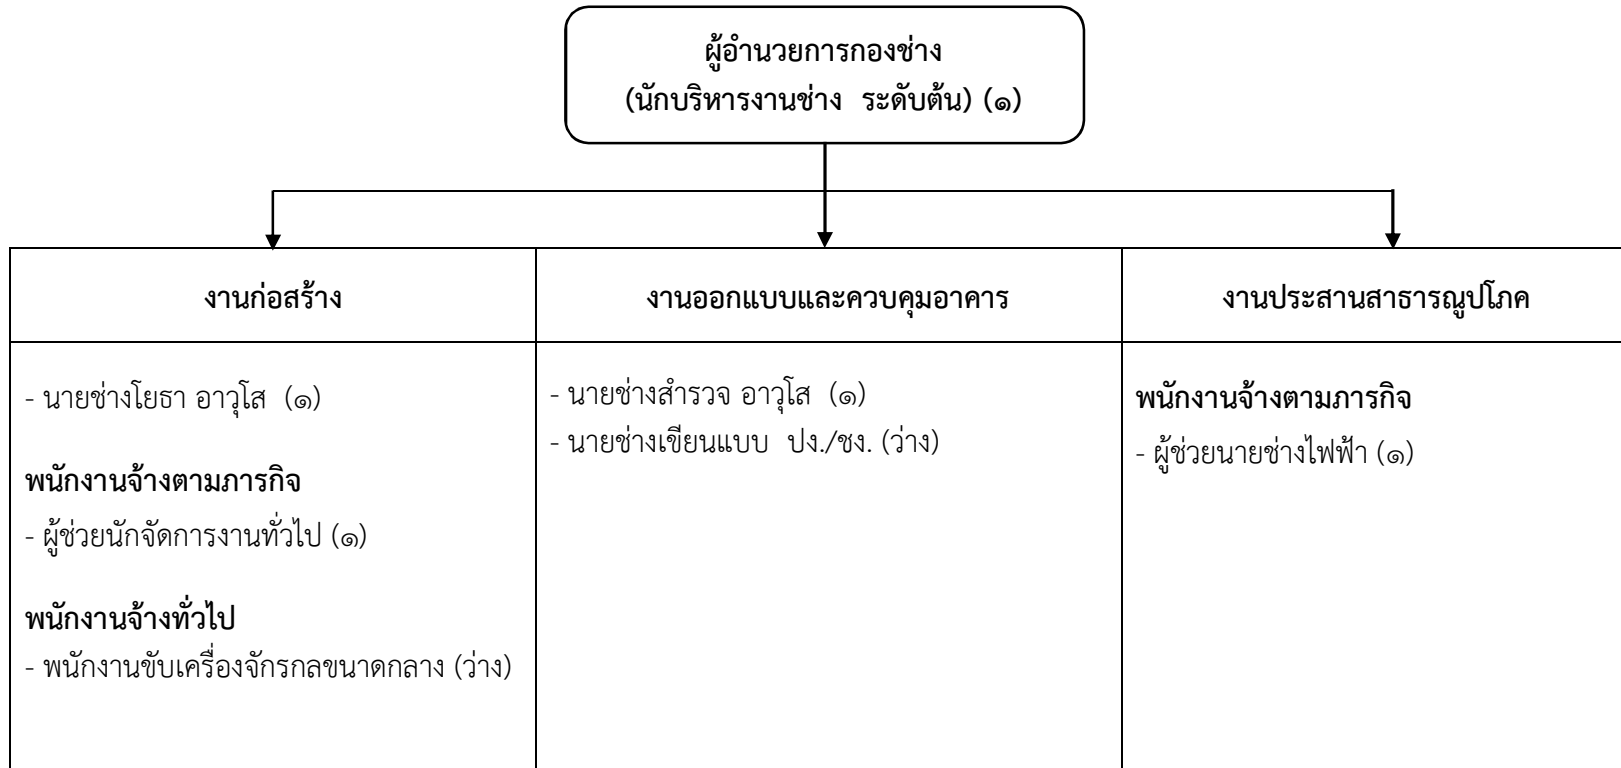 ผู้อำนวยการกองช่าง
(นักบริหารงานช่าง ระดับต้น) (๑)
งานก่อสร้าง
งานออกแบบและควบคุมอาคาร
งานประสานสาธารณูปโภค
- นายช่างโยธา อาวุโส (๑)
พนักงานจ้างตามภารกิจ
- ผู้ช่วยนักจัดการงานทั่วไป (๑)
พนักงานจ้างทั่วไป
- พนักงานขับเครื่องจักรกลขนาดกลาง (ว่าง)
- นายช่างสำรวจ อาวุโส (๑)
- นายช่างเขียนแบบ ปง./ชง. (ว่าง)
พนักงานจ้างตามภารกิจ
- ผู้ช่วยนายช่างไฟฟ้า (๑)